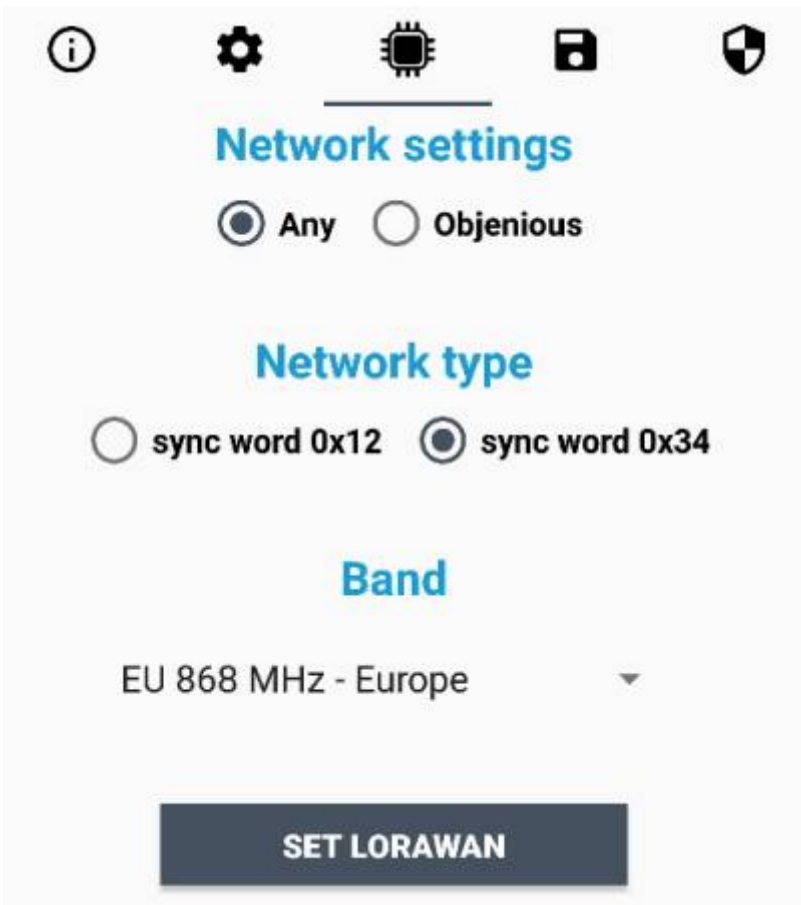 Network settings
Any Objenious
Network type
sync word 0x12 sync word 0x34
Band
EU 868 MHz - Europe
SET LORAWAN